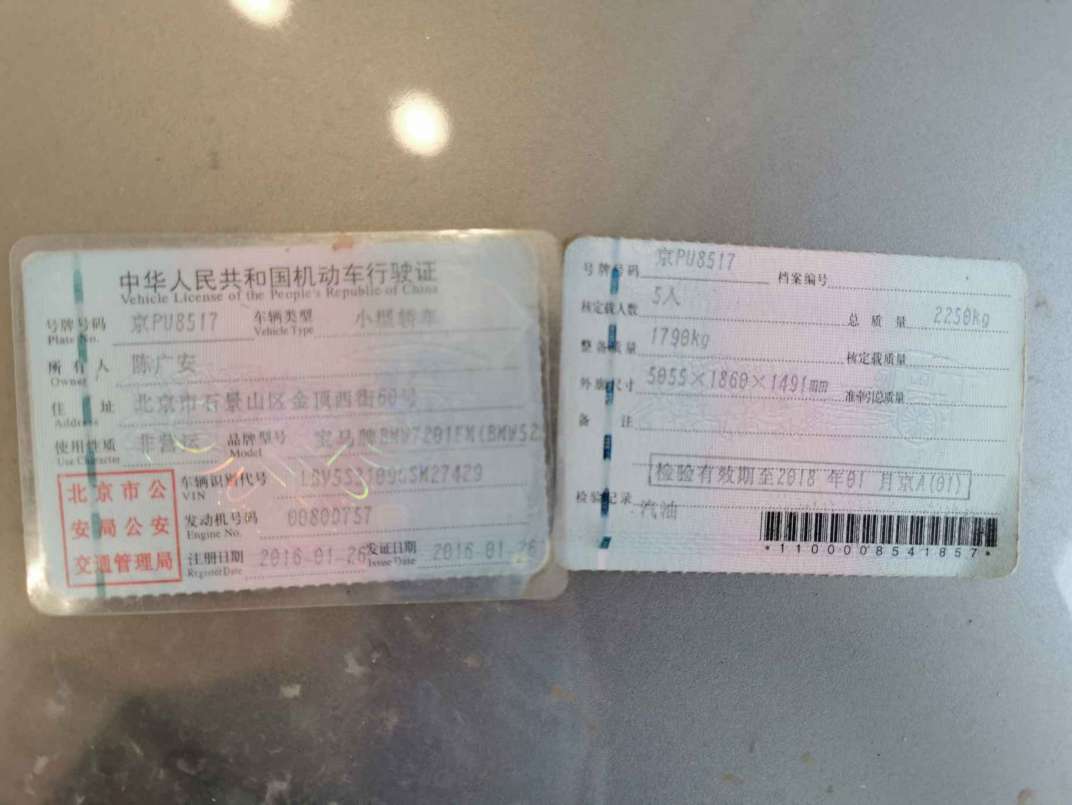 中华人民共和国机动车行驶证
Vehicle License of the People's Republic of China
号牌号码 京PU8517 车辆类型 小型轿车
Plate No. Vehicle Type
所有人 陈广安
Owner
住址 北京市石景山区金顶西街60号
Address
使用性质 非营运 品牌型号 宝马牌BMW7201EM(BMW52
Use Character Model
北京市公
安局公安
交通管理局
车辆识别代号
VIN
发动机号码 00800757
Engine No.
注册日期 2016-01-26 发证日期 2016-01-26
Register Date Issue Date
号牌号码 京PU8517 档案编号
核定载人数 5人 总质量 2250kg
整备质量 1790kg 核定载质量
外廓尺寸 5055×1860×1491mm 准牵引总质量
备注
检验有效期至2018年01月京A(01)
检验记录 汽油
*1100008541857*